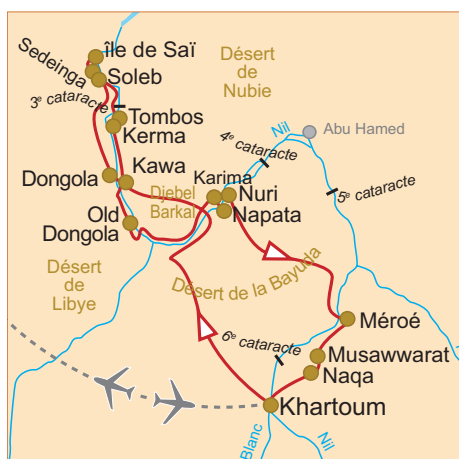 île de Saï
Sedeinga
Soleb
Désert
de
Nubie
3e cataracte
Tombos
Kerma
Nil
Abu Hamed
4e cataracte
Kawa
Karima
5e cataracte
Dongola
Djebel
Barkal
Nuri
Napata
Old
Dongola
Désert
de
Libye
Désert de la Bayuda
Méroé
6e cataracte
Musawwarat
Naqa
Khartoum
Blanc
Nil